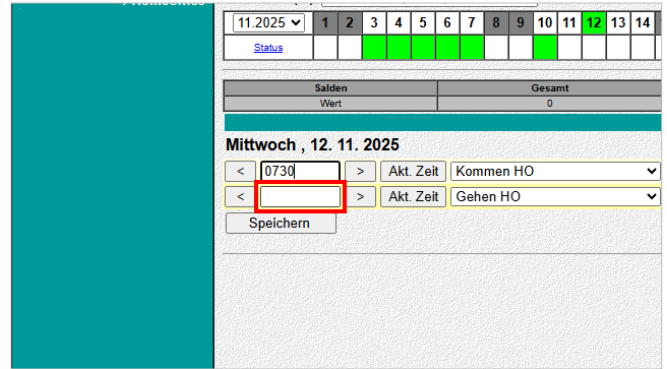 11.2025 1 2 3 4 5 6 7 8 9 10 11 12 13 14
Status
Salden Gesamt
Wert 0
Mittwoch , 12. 11. 2025
< 0730 > Akt. Zeit Kommen HO
< > Akt. Zeit Gehen HO
Speichern